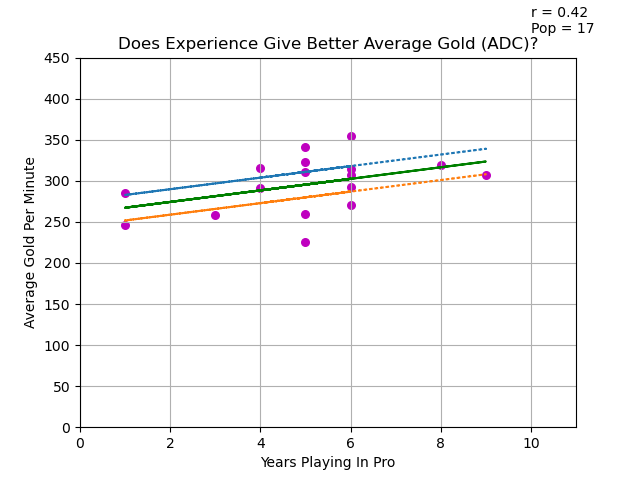 r = 0.42
Pop = 17
Does Experience Give Better Average Gold (ADC)?
450
400
350
300
250
200
150
100
50
0
Average Gold Per Minute
0 2 4 6 8 10
Years Playing In Pro